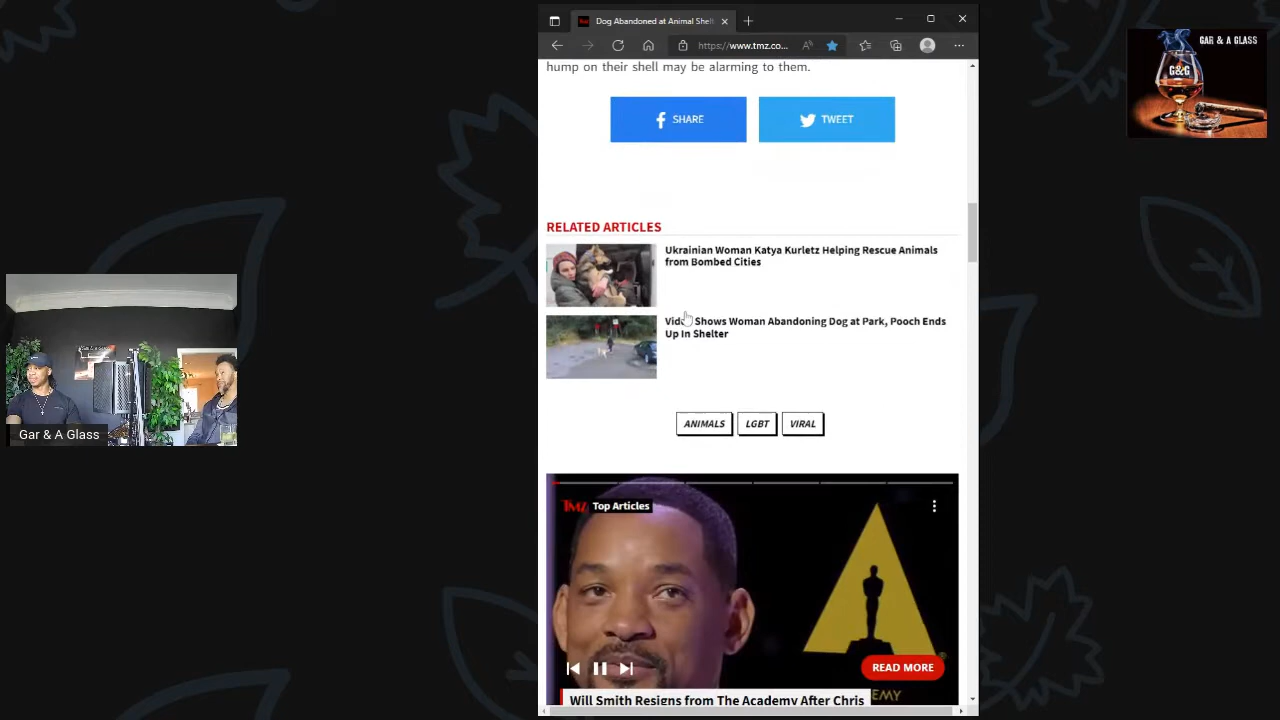 Dog Abandoned at Animal Shelt
https://www.tmz.co...
GAR & A GLASS
G&G
hump on their shell may be alarming to them.
SHARE
TWEET
RELATED ARTICLES
Ukrainian Woman Katya Kurletz Helping Rescue Animals
from Bombed Cities
Shows Woman Abandoning Dog at Park, Pooch Ends
Up In Shelter
Gar & A Glass
ANIMALS
LGBT
VIRAL
TMZ
Top Articles
READ MORE
EMY
Will Smith Resigns from The Academy After Chris